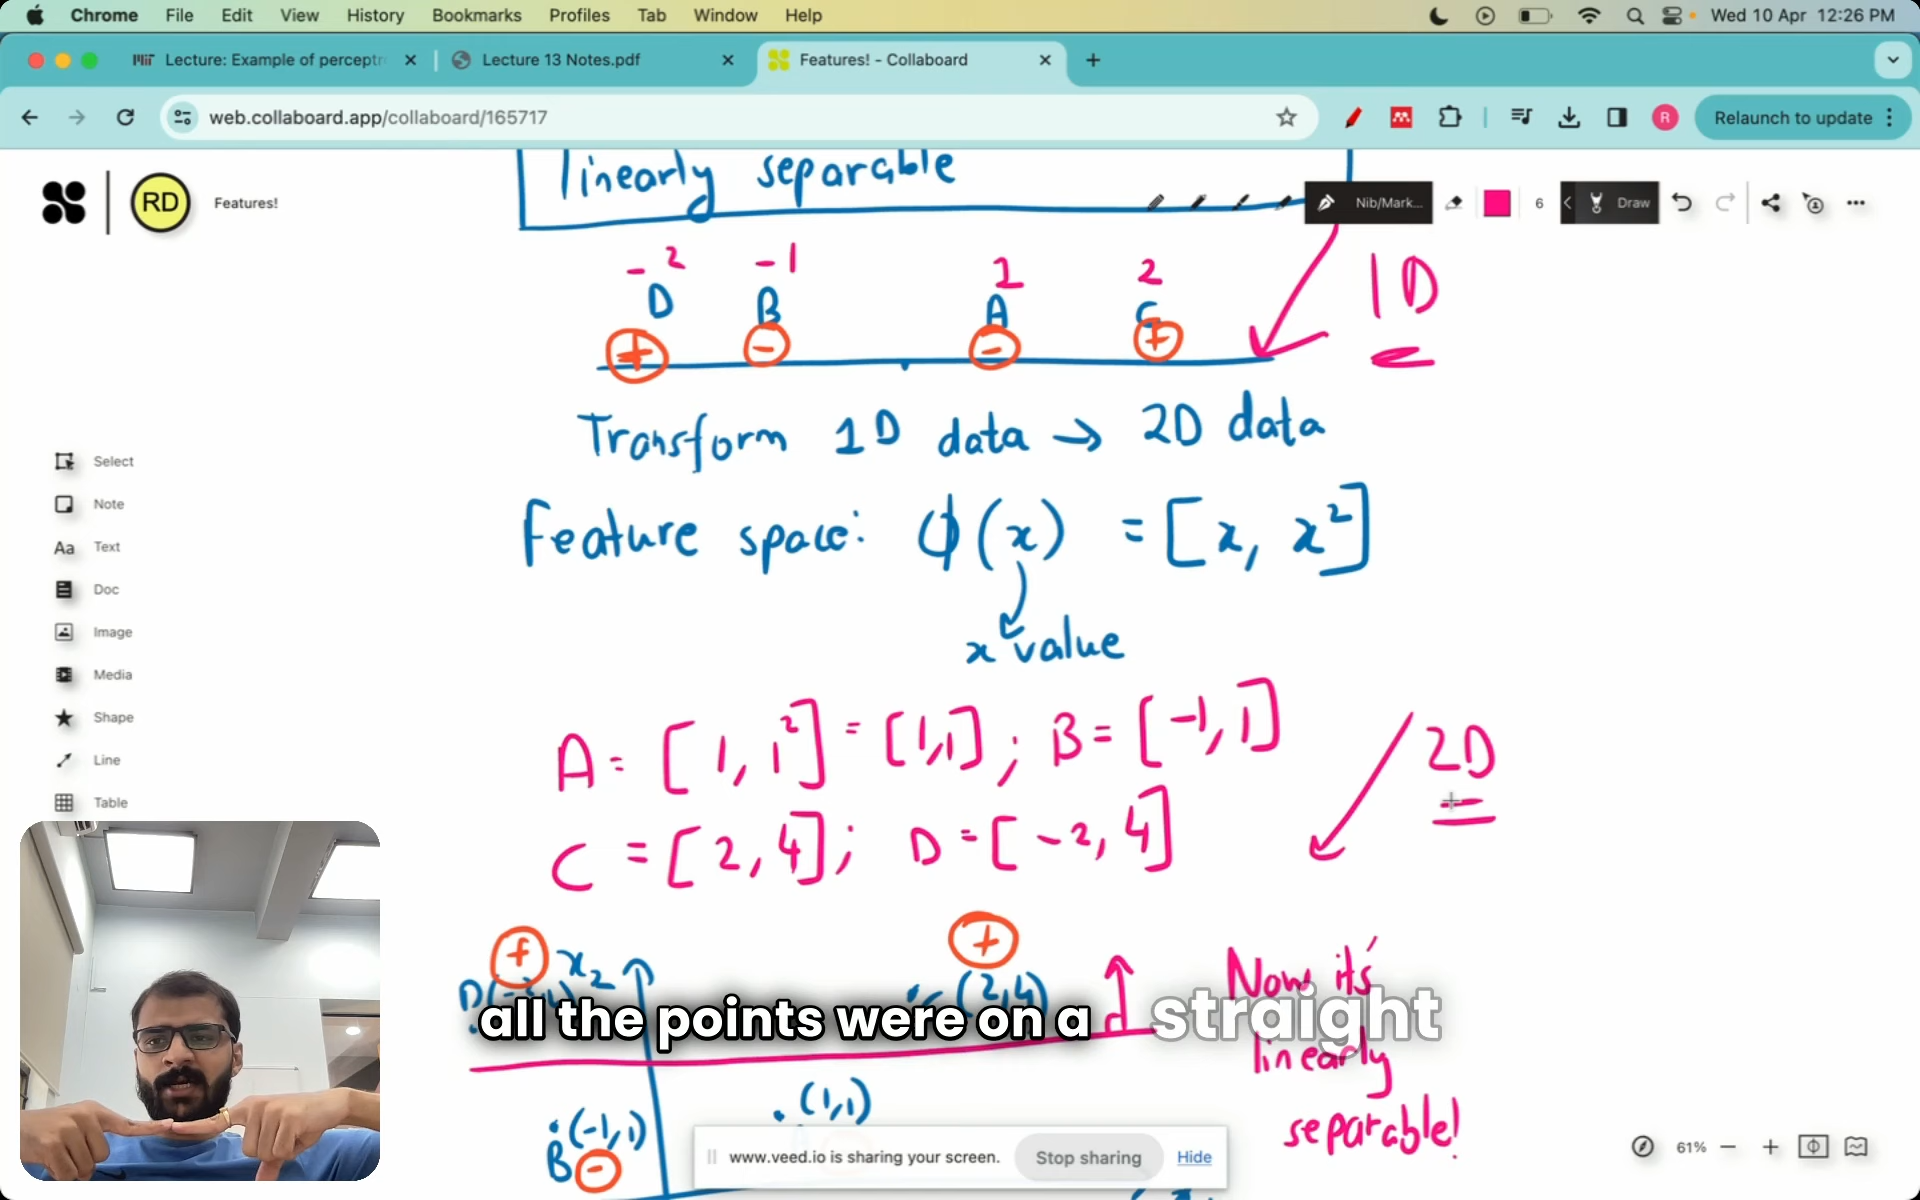 Chrome File Edit View History Bookmarks Profiles Tab Window Help Wed 10 Apr 12:26 PM
Lecture: Example of perceptr Lecture 13 Notes.pdf Features! - Collaboard
web.collaboard.app/collaboard/165717 R Relaunch to update
linearly separable
RD Features! Nib/Mark... 6 Draw
-2 -1 1 2 1D
D B A C
+ - - +
Transform 1D data → 2D data
Select
Note
Feature space: ϕ(x) = [x, x²]
Text
Doc
Image
x value
Media
Shape
A = [1, 1²] = [1,1]; B = [-1, 1] 2D
Line
Table
C = [2, 4]; D = [-2, 4]
+ x2 +
(2,4) Now it's
all the points were on a straight
linearly
(-1,1) (1,1)
separable!
B -
www.veed.io is sharing your screen. Stop sharing Hide
61% − +